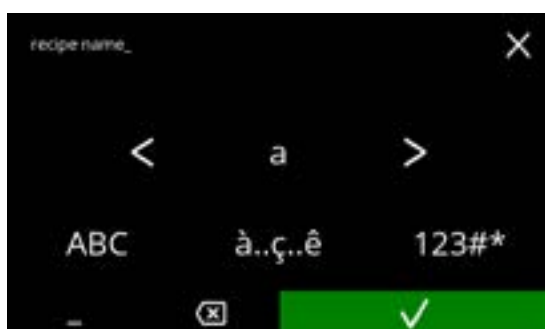 recipe name_
< a >
ABC à..ç..ê 123#*
_